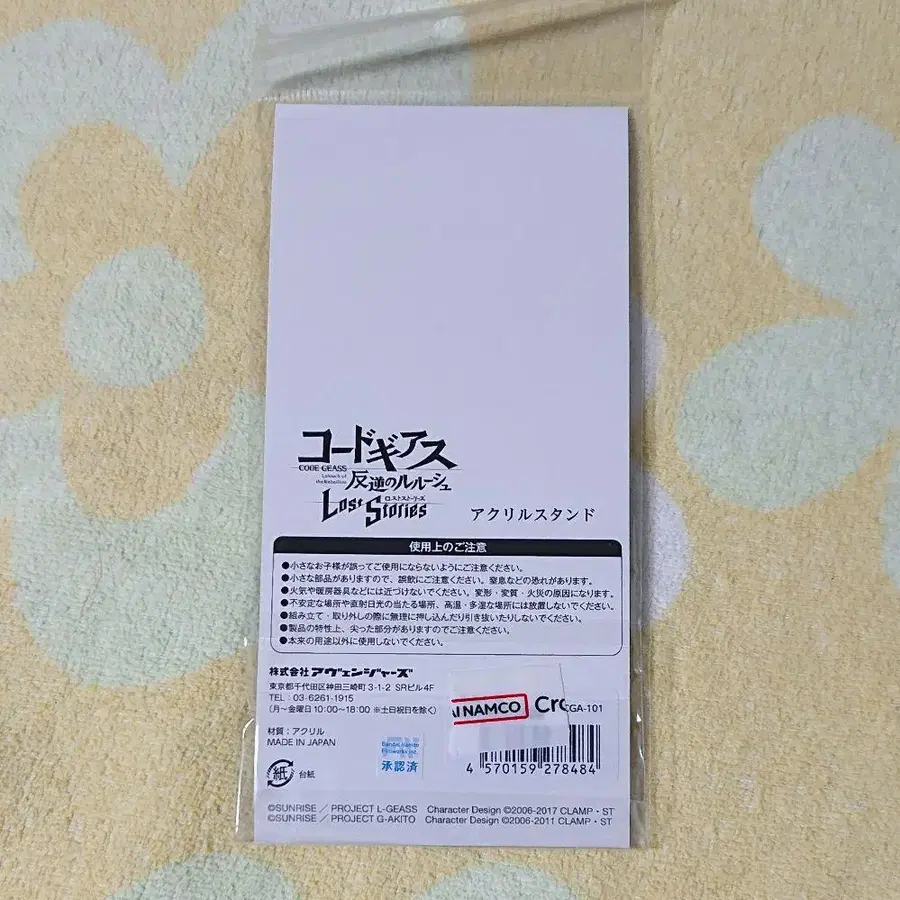 コードギアス
CODE GEASS
Lelouch of
the Rebellion
反逆のルルーシュ
ロストストーリーズ
Lost Stories
アクリルスタンド
使用上のご注意
●小さなお子様が誤ってご使用にならないようにご注意ください。
●小さな部品がありますので、誤飲にご注意ください。窒息などの恐れがあります。
●火気や暖房器具などには近づけないでください。変形・変質・火災の原因になります。
●不安定な場所や直射日光の当たる場所、高温・多湿な場所には放置しないでください。
●組み立て・取り外しの際に無理に押し込んだり引き抜いたりしないでください。
●製品の特性上、尖った部分がありますのでご注意ください。
●本来の用途以外に使用しないでください。
株式会社アヴェンジャーズ
東京都千代田区神田三崎町3-1-2 SRビル4F
TEL：03-6261-1915
(月～金曜日10:00～18:00 ※土日祝日を除く)
AI NAMCO Cro
CGA-101
材質：アクリル
MADE IN JAPAN
Bandai Namco
Filmworks Inc.
承認済
4 570159 278484
紙
台紙
©SUNRISE／PROJECT L-GEASS Character Design ©2006-2017 CLAMP・ST
©SUNRISE／PROJECT G-AKITO Character Design ©2006-2011 CLAMP・ST